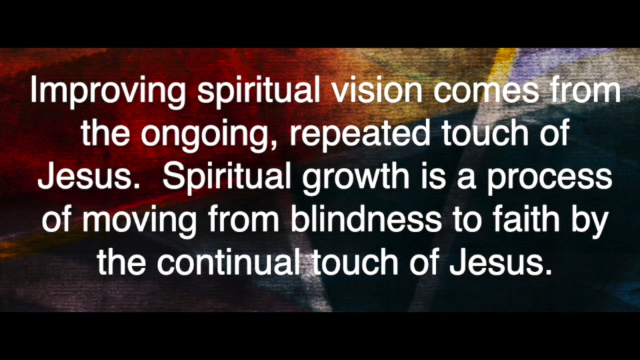 Improving spiritual vision comes from
the ongoing, repeated touch of
Jesus.  Spiritual growth is a process
of moving from blindness to faith by
the continual touch of Jesus.